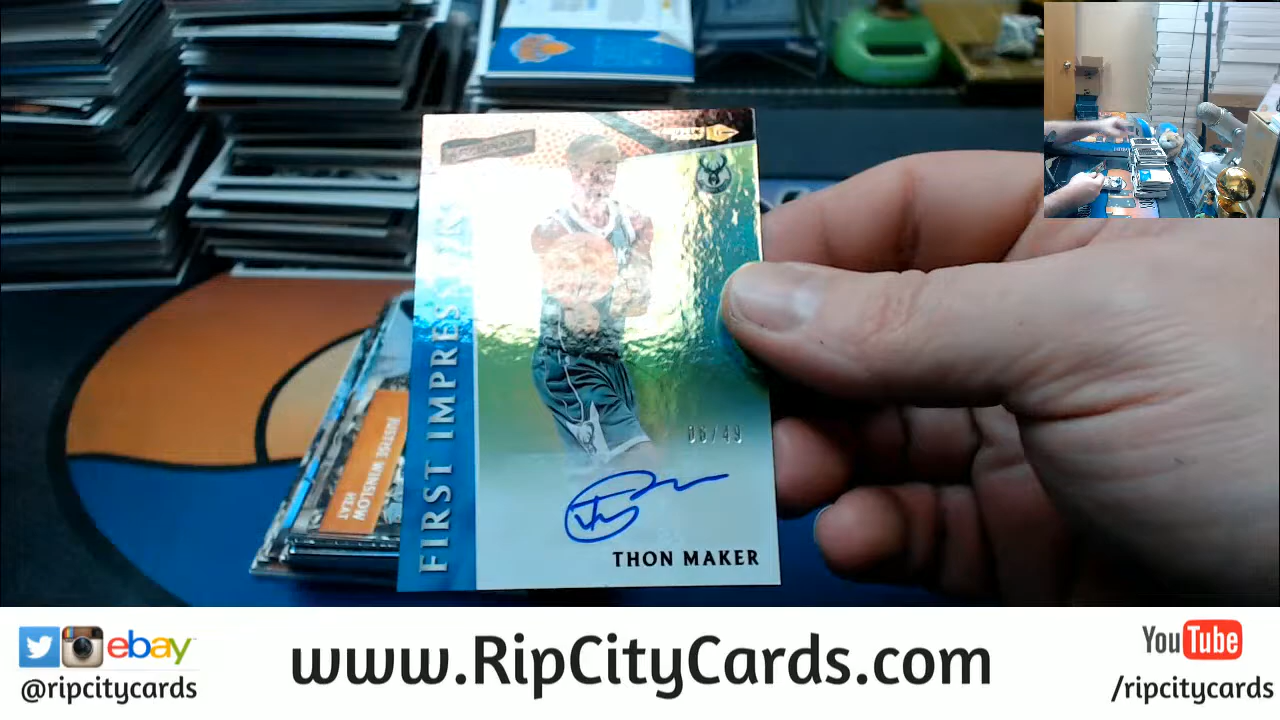 FIRST IMPRES
06/49
THON MAKER
JUSTISE WINSLOW
HEAT
ebay
@ripcitycards
www.RipCityCards.com
YouTube
/ripcitycards